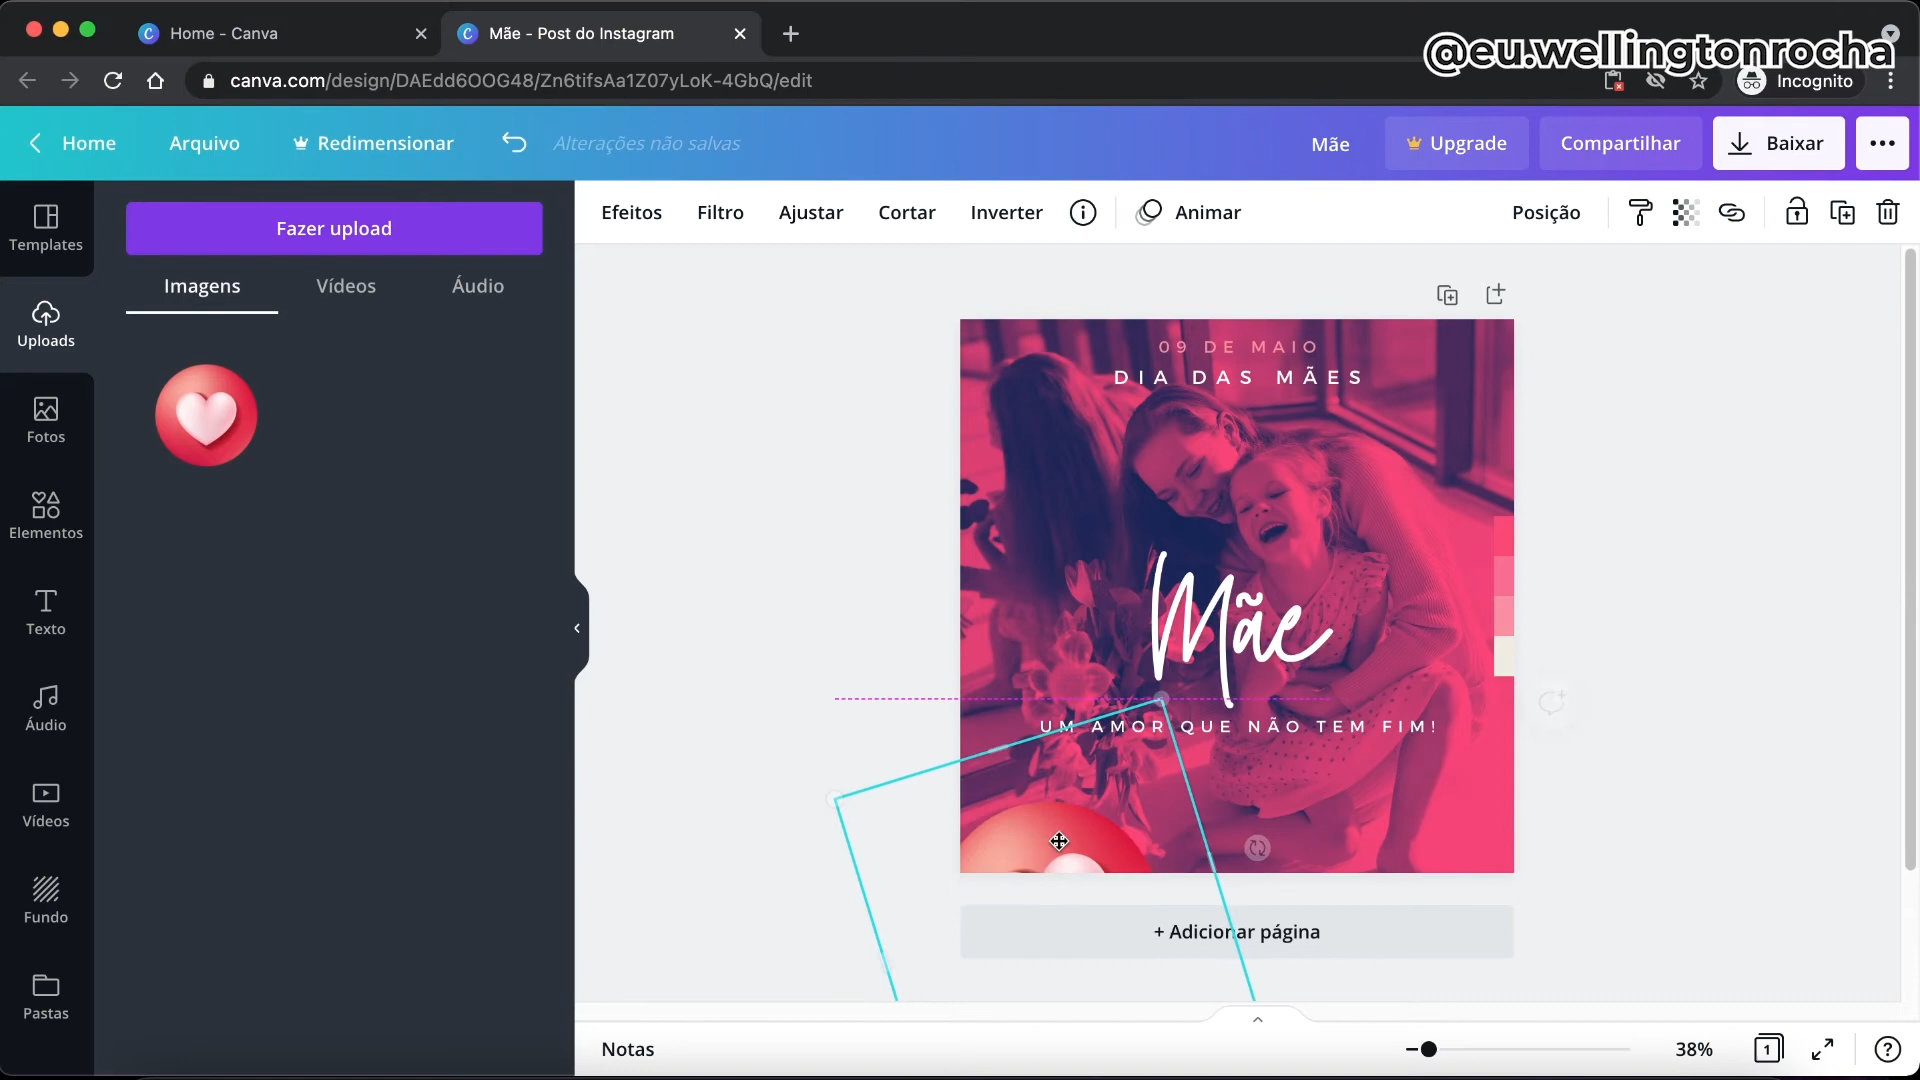 Home - Canva
Mãe - Post do Instagram
@eu.wellingtonrocha
canva.com/design/DAEdd6OOG48/Zn6tifsAa1Z07yLoK-4GbQ/edit
Incognito
Home
Arquivo
Redimensionar
Alterações não salvas
Mãe
Upgrade
Compartilhar
Baixar
Templates
Uploads
Fotos
Elementos
Texto
Áudio
Vídeos
Fundo
Pastas
Fazer upload
Imagens
Vídeos
Áudio
Efeitos
Filtro
Ajustar
Cortar
Inverter
Animar
Posição
09 DE MAIO
DIA DAS MÃES
Mãe
UM AMOR QUE NÃO TEM FIM!
+ Adicionar página
Notas
38%
1